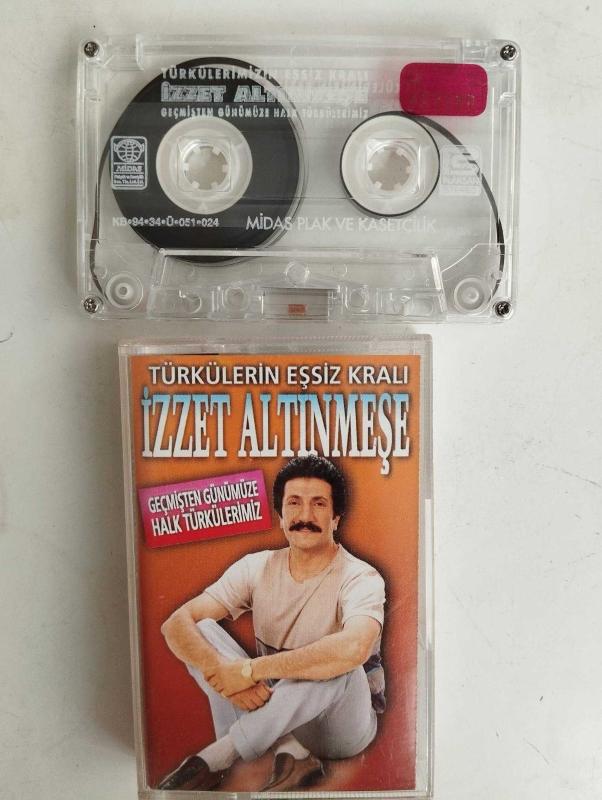 TÜRKÜLERİMİZİN EŞSİZ KRALI
İZZET ALTINMEŞE
GEÇMİŞTEN GÜNÜMÜZE HALK TÜRKÜLERİMİZ
MİDAS
KB•94•34•Ü•051•024
MİDAS PLAK VE KASETCİLİK
TÜRKÜLERİN EŞSİZ KRALI
İZZET ALTINMEŞE
GEÇMİŞTEN GÜNÜMÜZE
HALK TÜRKÜLERİMİZ